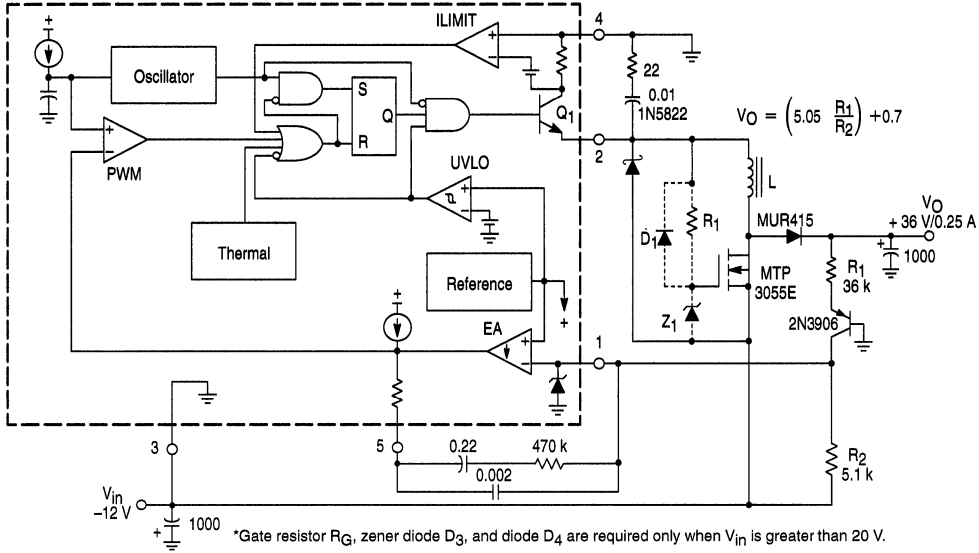 ILIMIT
4
+
Oscillator
+
−
22
0.01
1N5822
S
Q
R
Q1
VO = (5.05 R1/R2) +0.7
+
−
PWM
2
UVLO
+
−
L
VO
+ 36 V/0.25 A
MUR415
R1
D1
Thermal
+
1000
Reference
MTP
3055E
R1
36 k
+
Z1
2N3906
+
EA
+
−
1
3
5
0.22
470 k
0.002
R2
5.1 k
Vin
−12 V
+
1000
*Gate resistor RG, zener diode D3, and diode D4 are required only when Vin is greater than 20 V.